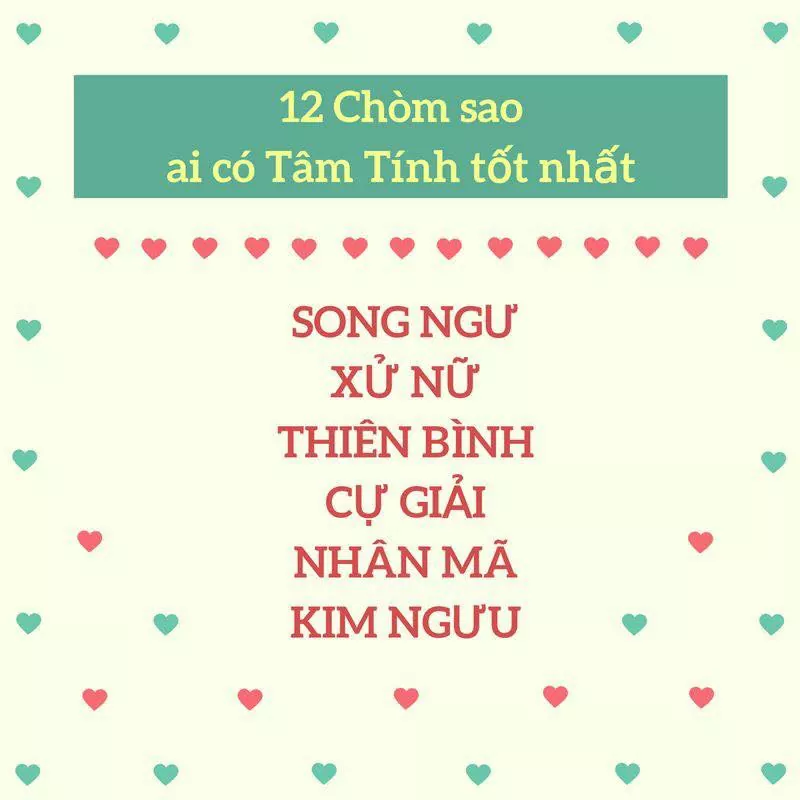 12 Chòm sao
ai có Tâm Tính tốt nhất
SONG NGƯ
XỬ NỮ
THIÊN BÌNH
CỰ GIẢI
NHÂN MÃ
KIM NGƯU